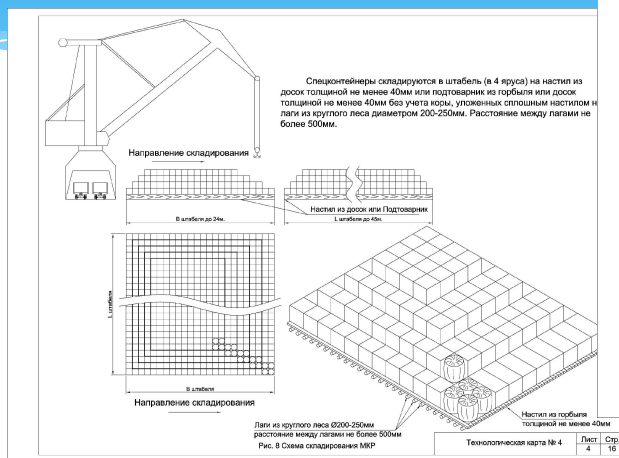 Спецконтейнеры складируются в штабель (в 4 яруса) на настил из
досок толщиной не менее 40мм или подтоварник из горбыля или досок
толщиной не менее 40мм без учета коры, уложенных сплошным настилом н
лаги из круглого леса диаметром 200-250мм. Расстояние между лагами не
более 500мм.
Направление складирования
Настил из досок или Подтоварник
В штабеля до 24м.
L штабеля до 45м.
L штабеля
В штабеля
Направление складирования
Лаги из круглого леса Ø200-250мм
расстояние между лагами не более 500мм
Рис. 8 Схема складирования МКР
Настил из горбыля
толщиной не менее 40мм
Технологическая карта № 4
Лист
Стр.
4
16